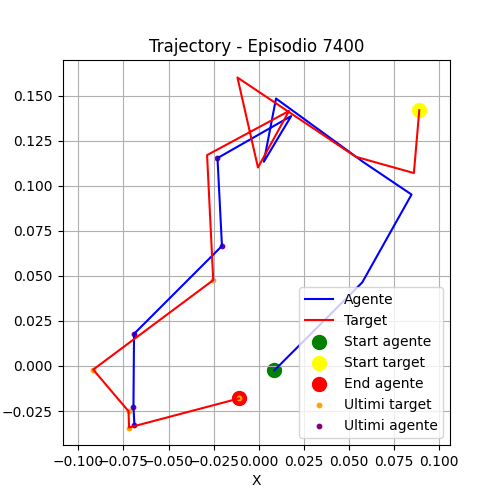 Trajectory - Episodio 7400
0.150
0.125
0.100
0.075
0.050
0.025
0.000
−0.025
−0.100
−0.075
−0.050
−0.025
0.000
0.025
0.050
0.075
0.100
X
Agente
Target
Start agente
Start target
End agente
Ultimi target
Ultimi agente